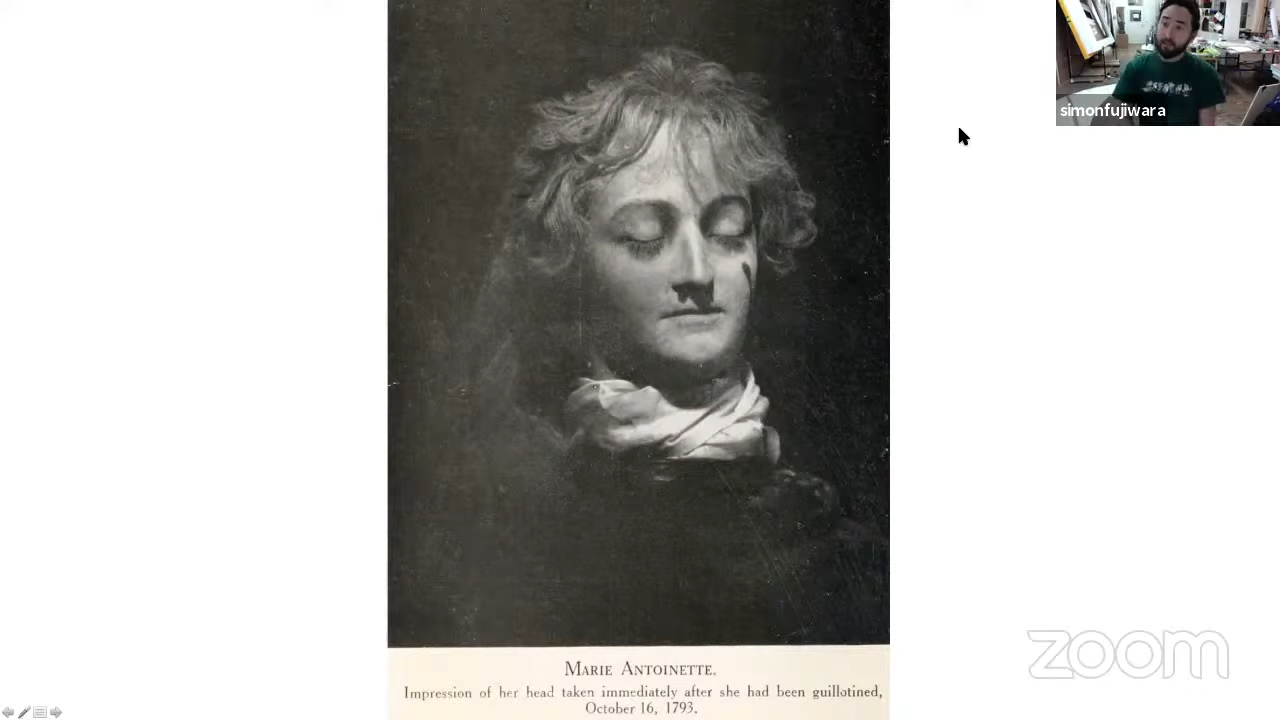 simonfujiwara
MARIE ANTOINETTE.
Impression of her head taken immediately after she had been guillotined,
October 16, 1793.
zoom